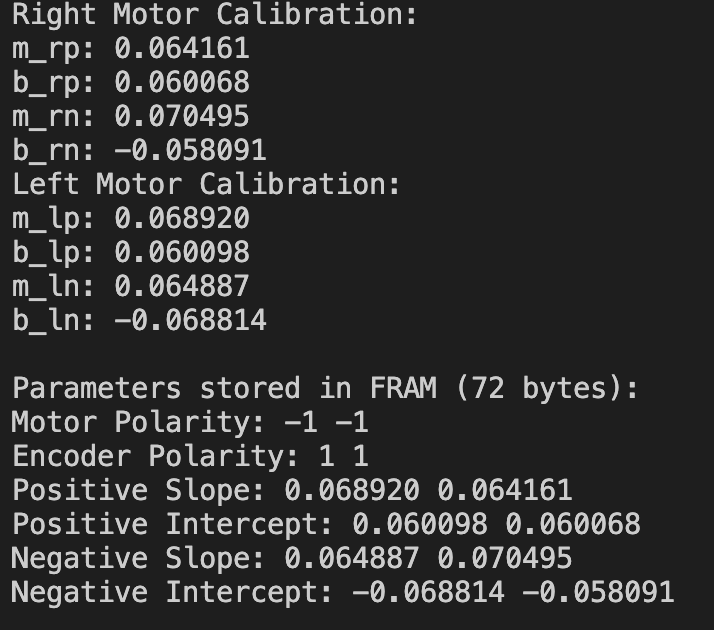 Right Motor Calibration:
m_rp: 0.064161
b_rp: 0.060068
m_rn: 0.070495
b_rn: -0.058091
Left Motor Calibration:
m_lp: 0.068920
b_lp: 0.060098
m_ln: 0.064887
b_ln: -0.068814
Parameters stored in FRAM (72 bytes):
Motor Polarity: -1 -1
Encoder Polarity: 1 1
Positive Slope: 0.068920 0.064161
Positive Intercept: 0.060098 0.060068
Negative Slope: 0.064887 0.070495
Negative Intercept: -0.068814 -0.058091